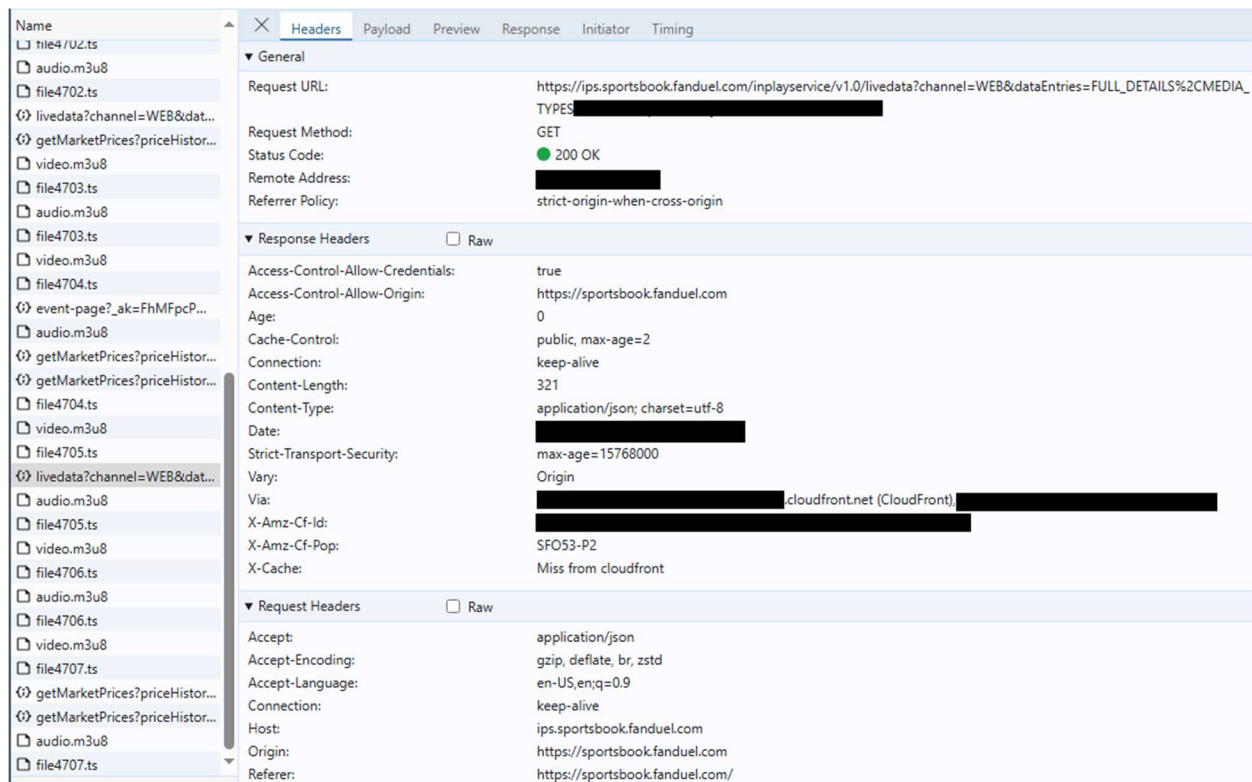 Name
file4702.ts
audio.m3u8
file4702.ts
livedata?channel=WEB&dat...
getMarketPrices?priceHistor...
video.m3u8
file4703.ts
audio.m3u8
file4703.ts
video.m3u8
file4704.ts
event-page?_ak=FhMFpcP...
audio.m3u8
getMarketPrices?priceHistor...
getMarketPrices?priceHistor...
file4704.ts
video.m3u8
file4705.ts
livedata?channel=WEB&dat...
audio.m3u8
file4705.ts
video.m3u8
file4706.ts
audio.m3u8
file4706.ts
video.m3u8
file4707.ts
getMarketPrices?priceHistor...
getMarketPrices?priceHistor...
audio.m3u8
file4707.ts
Headers Payload Preview Response Initiator Timing
▼ General
Request URL: https://ips.sportsbook.fanduel.com/inplayservice/v1.0/livedata?channel=WEB&dataEntries=FULL_DETAILS%2CMEDIA_
TYPES
Request Method: GET
Status Code: 200 OK
Remote Address:
Referrer Policy: strict-origin-when-cross-origin
▼ Response Headers Raw
Access-Control-Allow-Credentials: true
Access-Control-Allow-Origin: https://sportsbook.fanduel.com
Age: 0
Cache-Control: public, max-age=2
Connection: keep-alive
Content-Length: 321
Content-Type: application/json; charset=utf-8
Date:
Strict-Transport-Security: max-age=15768000
Vary: Origin
Via: .cloudfront.net (CloudFront),
X-Amz-Cf-Id:
X-Amz-Cf-Pop: SFO53-P2
X-Cache: Miss from cloudfront
▼ Request Headers Raw
Accept: application/json
Accept-Encoding: gzip, deflate, br, zstd
Accept-Language: en-US,en;q=0.9
Connection: keep-alive
Host: ips.sportsbook.fanduel.com
Origin: https://sportsbook.fanduel.com
Referer: https://sportsbook.fanduel.com/